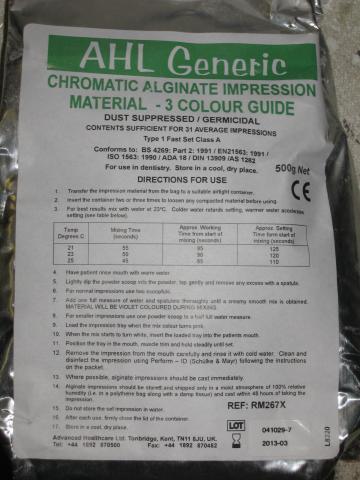 AHL Generic
CHROMATIC ALGINATE IMPRESSION
MATERIAL - 3 COLOUR GUIDE
DUST SUPPRESSED / GERMICIDAL
CONTENTS SUFFICIENT FOR 31 AVERAGE IMPRESSIONS
Type 1 Fast Set Class A
Conforms to: BS 4269: Part 2: 1991 / EN21563: 1991 /
ISO 1563: 1990 / ADA 18 / DIN 13909 /AS 1282
For use in dentistry. Store in a cool, dry place.
500g Net
DIRECTIONS FOR USE
CE
1. Transfer the impression material from the bag to a suitable airtight container.
2. Invert the container two or three times to loosen any compacted material before using.
3. For best results mix with water at 23°C. Colder water retards setting, warmer water accelerates
setting (see table below).
Temp Degrees C | Mixing Time (seconds) | Approx. Working Time from start of mixing (seconds) | Approx. Setting Time form start of mixing (seconds)
21 55 95 125
23 50 90 120
25 45 85 110
4. Have patient rinse mouth with warm water.
5. Lightly dip the powder scoop into the powder, tap gently and remove any excess with a spatula.
6. For normal impressions use two scoopfuls.
7. Add one full measure of water and spatulate thoroughly until a creamy smooth mix is obtained.
MATERIAL WILL BE VIOLET COLOURED DURING MIXING.
8. For smaller impressions use one powder scoop to a half full water measure.
9. Load the impression tray when the mix colour turns pink.
10. When the mix starts to turn white, insert the loaded tray into the patients mouth.
11. Position the tray in the mouth, muscle trim and hold steadily until set.
12. Remove the impression from the mouth carefully and rinse it with cold water. Clean and
disinfect the impression using Perform – ID (Schülke & Mayr) following the instructions
on the packet.
13. Where possible, alginate impressions should be cast immediately.
14. Alginate impressions should be stored and shipped only in a moist atmosphere of 100% relative
humidity (i.e. in a polythene bag along with a damp tissue) and cast within 48 hours of taking the
impression.
15. Do not store the set impression in water.
16. After each use, firmly close the lid of the container.
17. Store in a cool, dry place.
REF: RM267X
Advanced Healthcare Ltd. Tonbridge, Kent, TN11 8JU, UK.
Tel: +44 1892 870500 Fax: +44 1892 870482
LOT 041029-7
2013-03
L8220